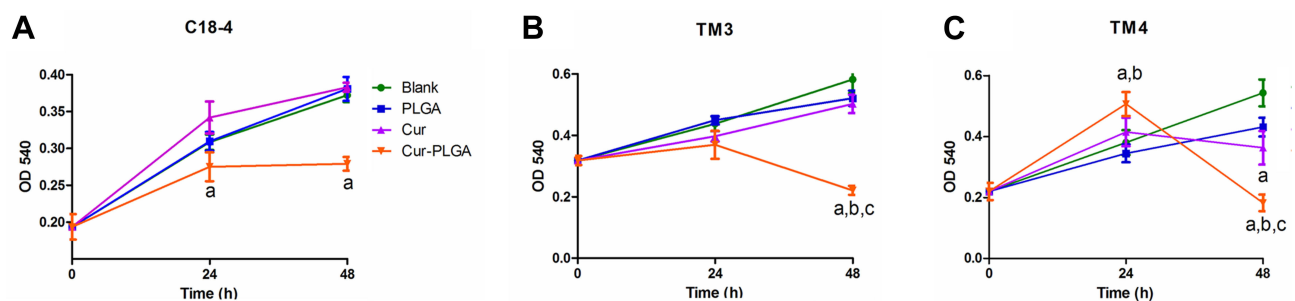 A
C18-4
OD 540
0.40
0.35
0.30
0.25
0.20
a
a
0
24
48
Time (h)
Blank
PLGA
Cur
Cur-PLGA
B
TM3
OD 540
0.6
0.4
0.2
0.0
a,b,c
0
24
48
Time (h)
C
TM4
OD 540
0.6
0.4
0.2
0.0
a,b
a
a,b,c
0
24
48
Time (h)